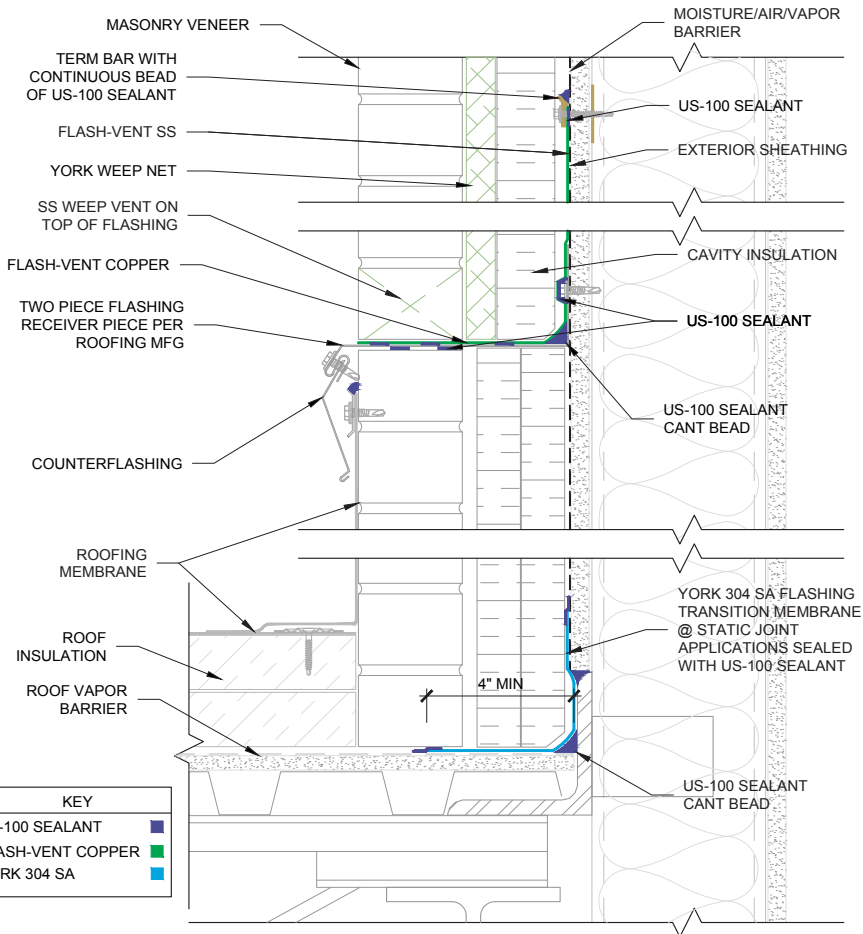 MASONRY VENEER
TERM BAR WITH
CONTINUOUS BEAD
OF US-100 SEALANT
FLASH-VENT SS
YORK WEEP NET
SS WEEP VENT ON
TOP OF FLASHING
FLASH-VENT COPPER
TWO PIECE FLASHING
RECEIVER PIECE PER
ROOFING MFG
COUNTERFLASHING
ROOFING
MEMBRANE
ROOF
INSULATION
ROOF VAPOR
BARRIER
MOISTURE/AIR/VAPOR
BARRIER
US-100 SEALANT
EXTERIOR SHEATHING
CAVITY INSULATION
US-100 SEALANT
US-100 SEALANT
CANT BEAD
YORK 304 SA FLASHING
TRANSITION MEMBRANE
@ STATIC JOINT
APPLICATIONS SEALED
WITH US-100 SEALANT
4" MIN
US-100 SEALANT
CANT BEAD
KEY
-100 SEALANT
ASH-VENT COPPER
RK 304 SA